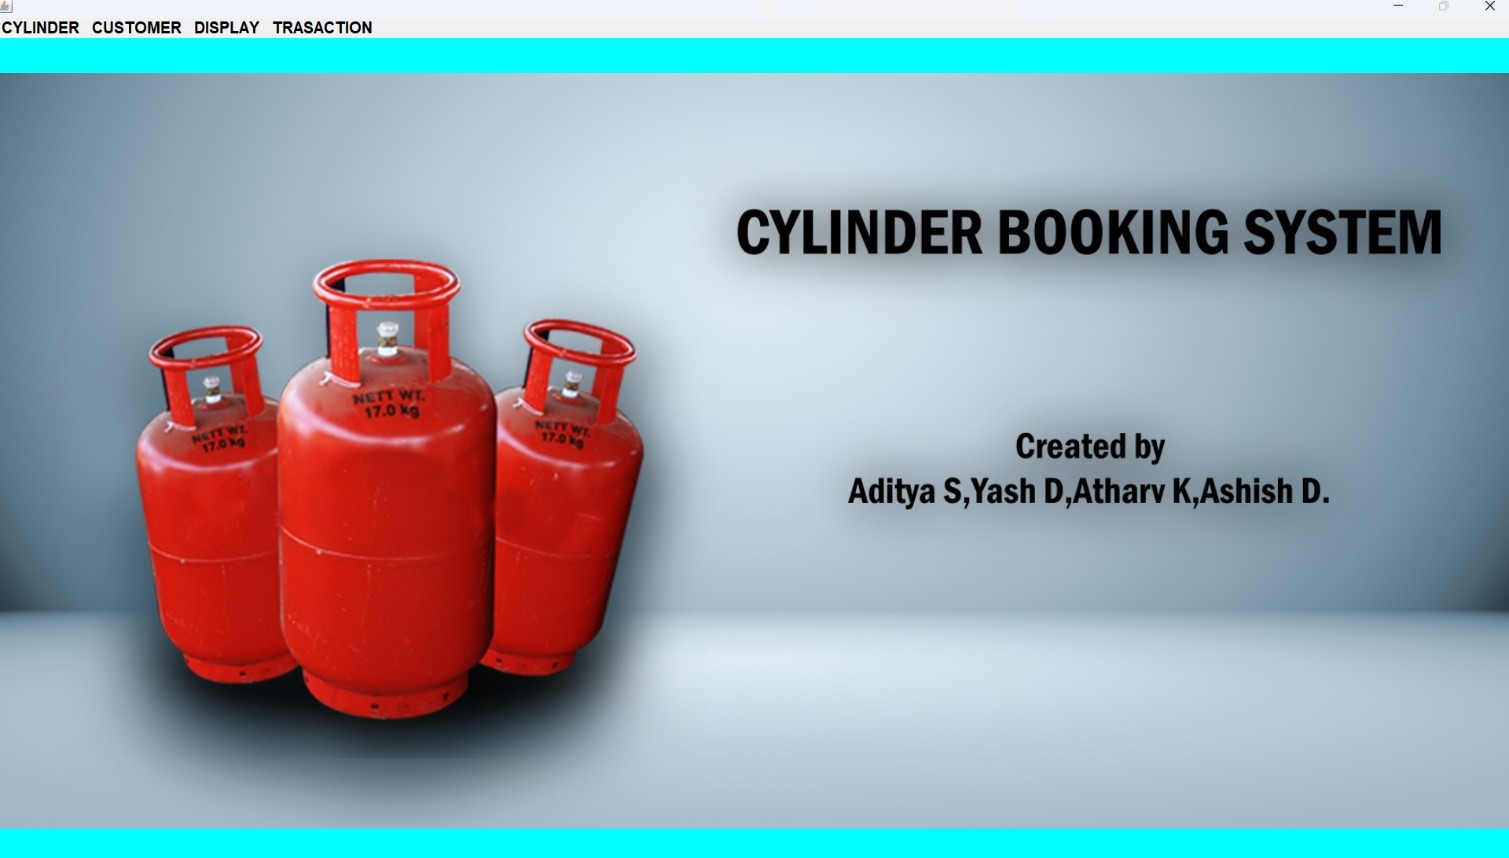 CYLINDER CUSTOMER DISPLAY TRASACTION
CYLINDER BOOKING SYSTEM
NETT WT.
17.0 kg
NETT WT.
17.0 kg
NETT WT.
17.0 kg
Created by
Aditya S,Yash D,Atharv K,Ashish D.